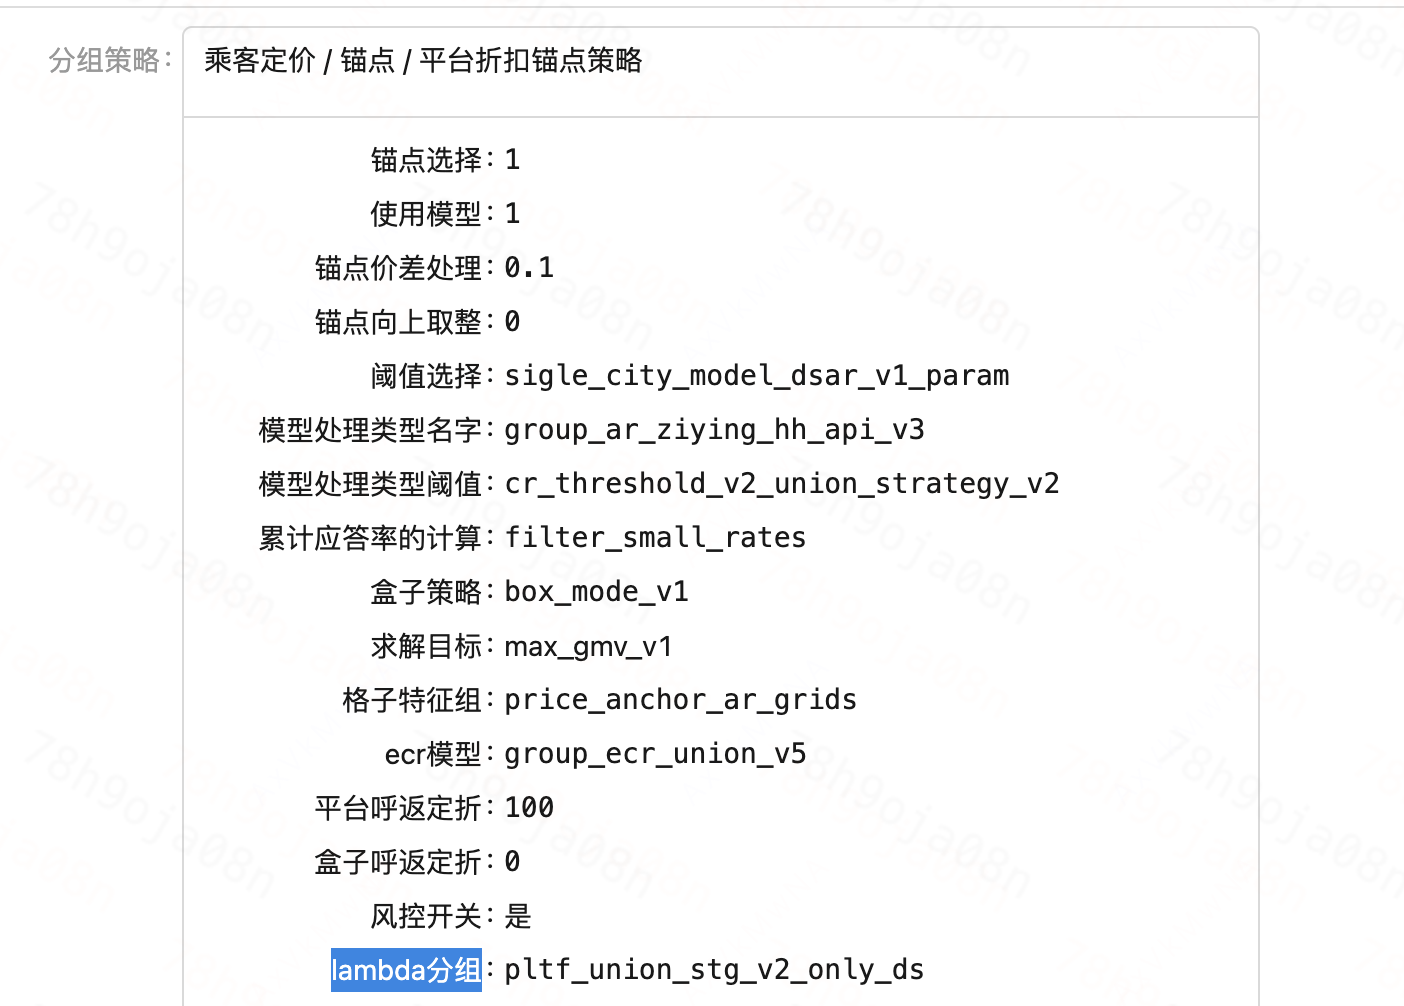 分组策略：
乘客定价 / 锚点 / 平台折扣锚点策略
锚点选择：1
使用模型：1
锚点价差处理：0.1
锚点向上取整：0
阈值选择：sigle_city_model_dsar_v1_param
模型处理类型名字：group_ar_ziying_hh_api_v3
模型处理类型阈值：cr_threshold_v2_union_strategy_v2
累计应答率的计算：filter_small_rates
盒子策略：box_mode_v1
求解目标：max_gmv_v1
格子特征组：price_anchor_ar_grids
ecr模型：group_ecr_union_v5
平台呼返定折：100
盒子呼返定折：0
风控开关：是
lambda分组：pltf_union_stg_v2_only_ds